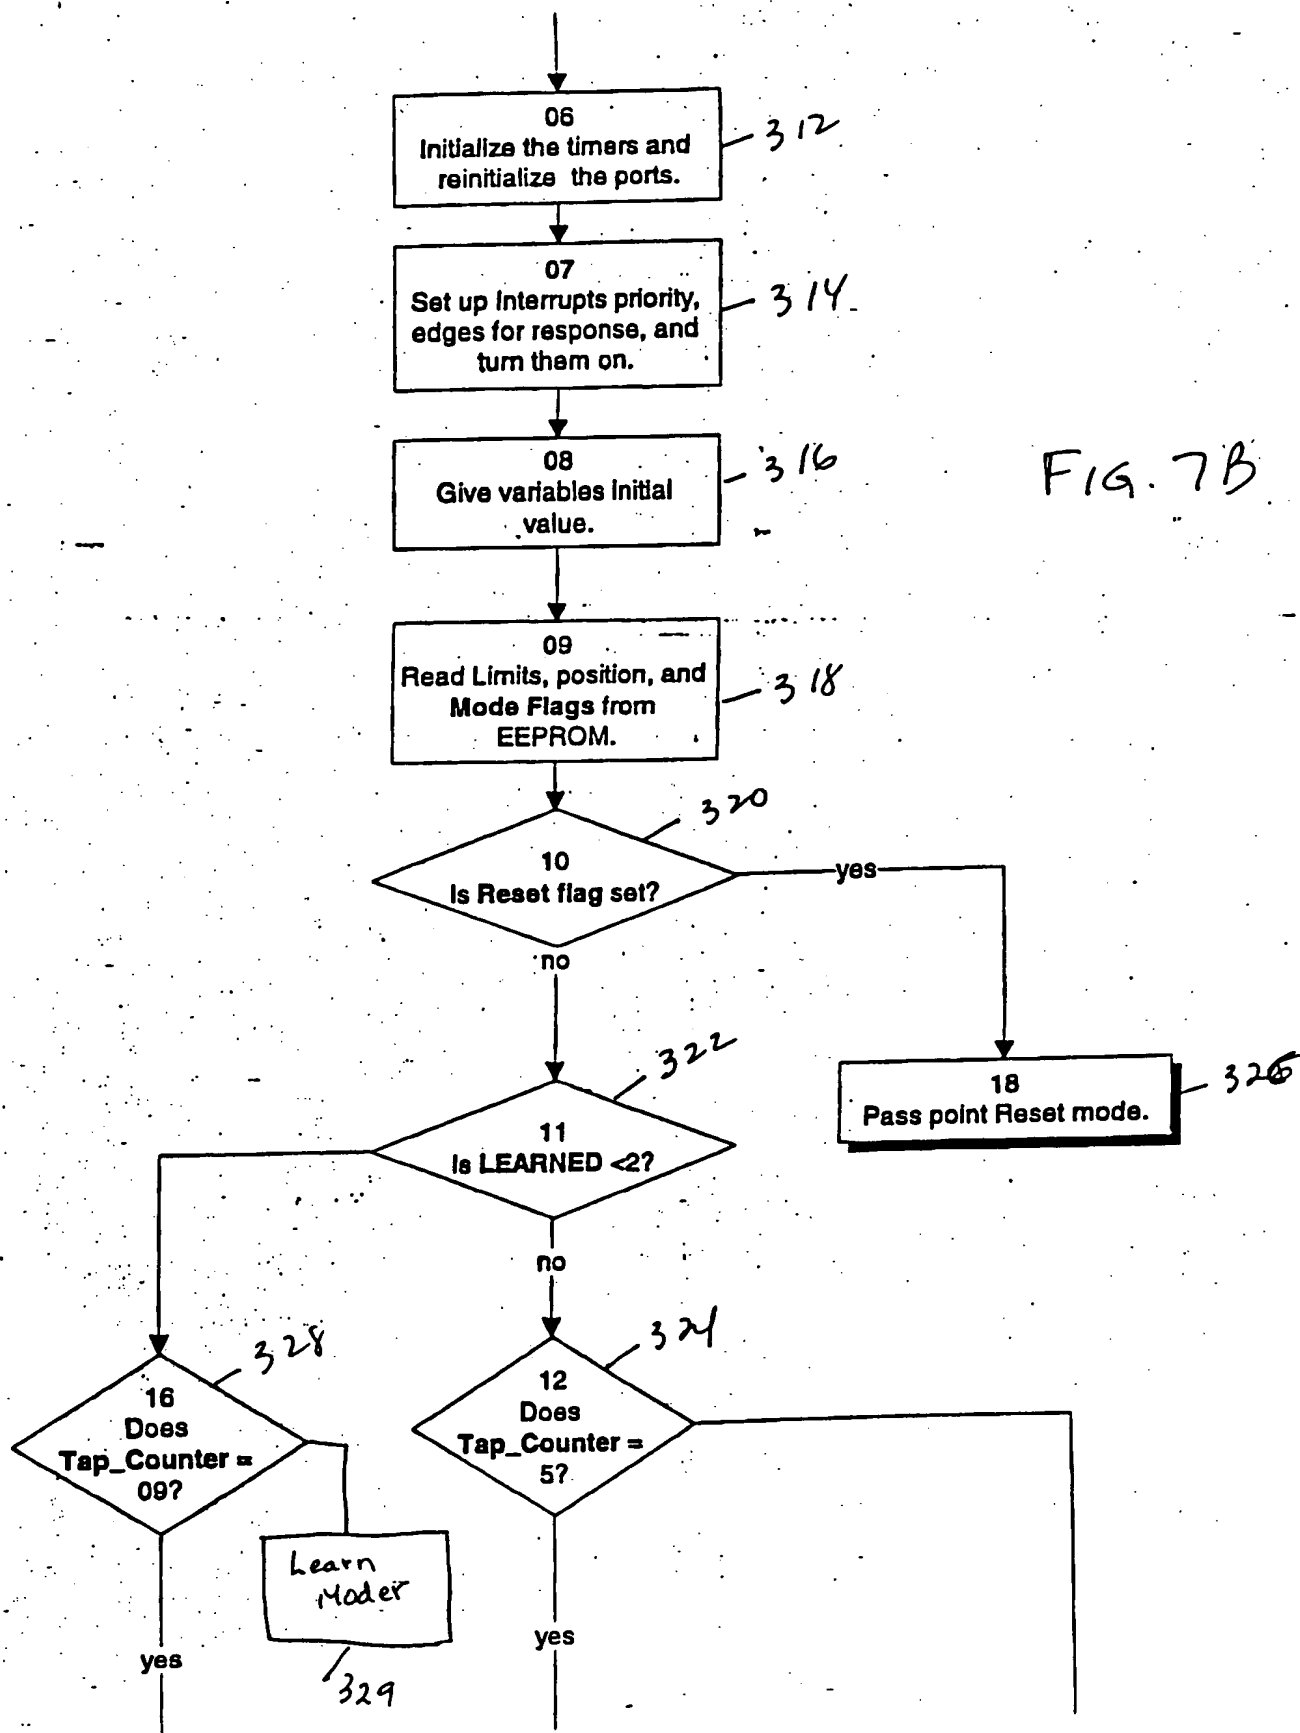 06
Initialize the timers and
reinitialize the ports.
312
07
Set up Interrupts priority,
edges for response, and
turn them on.
314
08
Give variables initial
value.
316
FIG. 7B
09
Read Limits, position, and
Mode Flags from
EEPROM.
318
10
Is Reset flag set?
320
yes
no
18
Pass point Reset mode.
326
11
Is LEARNED <2?
322
no
16
Does
Tap_Counter =
09?
328
12
Does
Tap_Counter =
5?
324
Learn
Moder
329
yes
yes